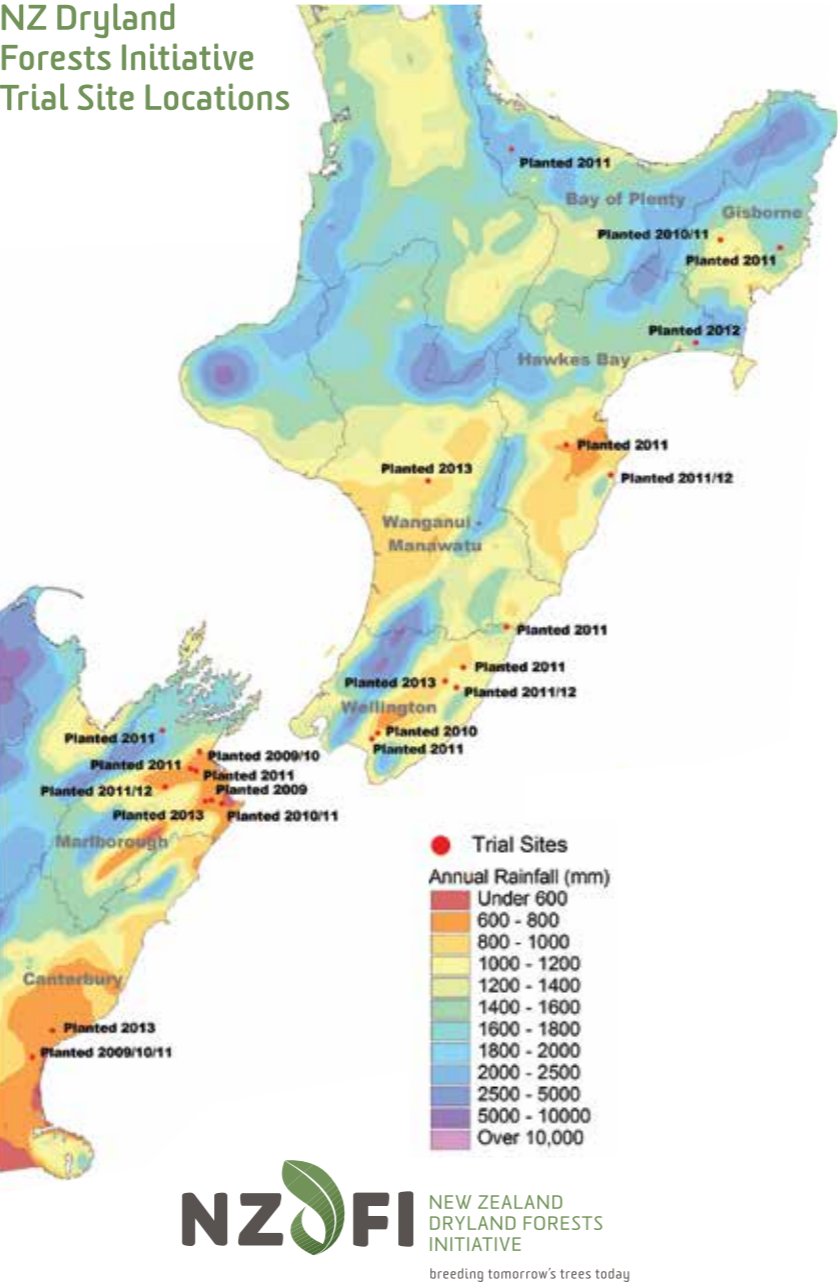 NZ Dryland
Forests Initiative
Trial Site Locations
Planted 2011
Bay of Plenty
Gisborne
Planted 2010/11
Planted 2011
Planted 2012
Hawkes Bay
Planted 2011
Planted 2013
Planted 2011/12
Wanganui -
Manawatu
Planted 2011
Planted 2011
Planted 2013
Planted 2011/12
Wellington
Planted 2010
Planted 2011
Planted 2011
Planted 2009/10
Planted 2011
Planted 2011
Planted 2011/12
Planted 2009
Planted 2013
Planted 2010/11
Marlborough
Canterbury
Planted 2013
Planted 2009/10/11
Trial Sites
Annual Rainfall (mm)
Under 600
600 - 800
800 - 1000
1000 - 1200
1200 - 1400
1400 - 1600
1600 - 1800
1800 - 2000
2000 - 2500
2500 - 5000
5000 - 10000
Over 10,000
NZDFI
NEW ZEALAND
DRYLAND FORESTS
INITIATIVE
breeding tomorrow's trees today